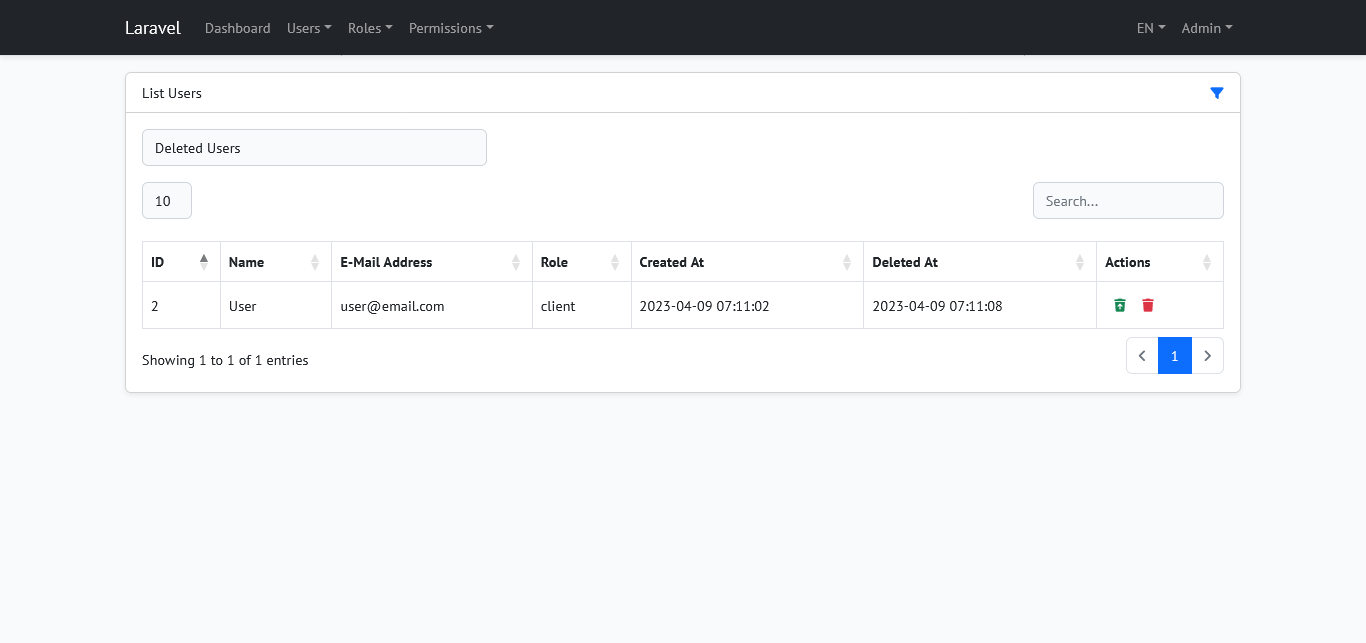 Laravel Dashboard Users Roles Permissions EN Admin
List Users
Deleted Users
10 Search...
ID Name E-Mail Address Role Created At Deleted At Actions
2 User user@email.com client 2023-04-09 07:11:02 2023-04-09 07:11:08
Showing 1 to 1 of 1 entries 1